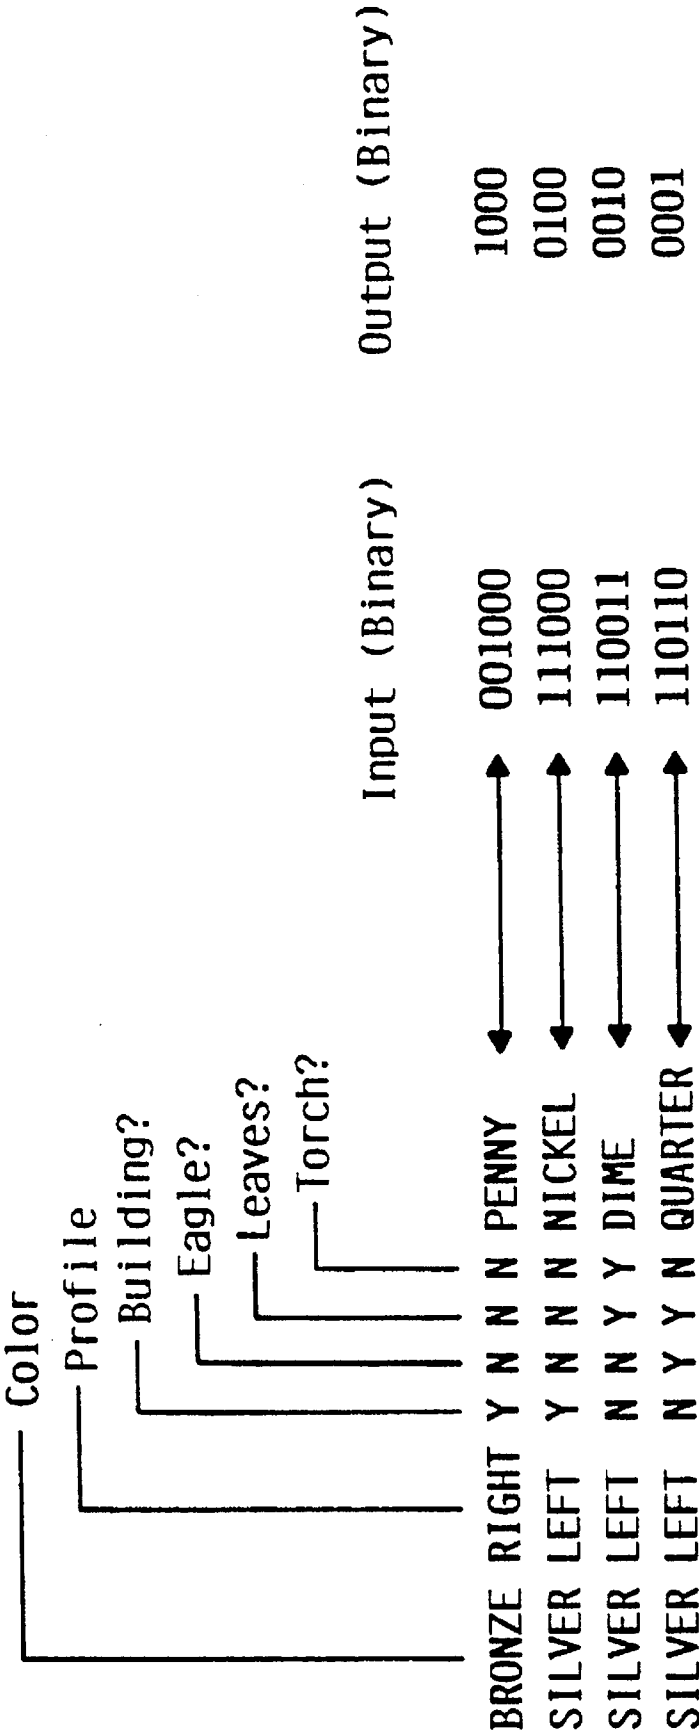 Color
Profile
Building?
Eagle?
Leaves?
Torch?
Input (Binary) Output (Binary)
BRONZE RIGHT Y N N N PENNY 001000 1000
SILVER LEFT Y N N N NICKEL 111000 0100
SILVER LEFT N N Y Y DIME 110011 0010
SILVER LEFT N Y Y N QUARTER 110110 0001